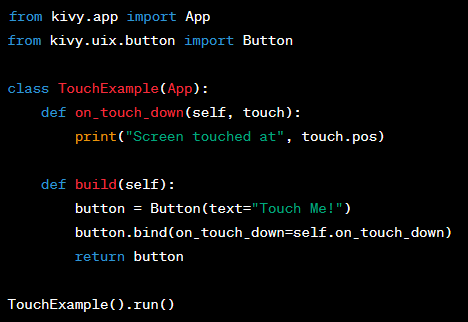 from kivy.app import App
from kivy.uix.button import Button

class TouchExample(App):
    def on_touch_down(self, touch):
        print("Screen touched at", touch.pos)

    def build(self):
        button = Button(text="Touch Me!")
        button.bind(on_touch_down=self.on_touch_down)
        return button

TouchExample().run()